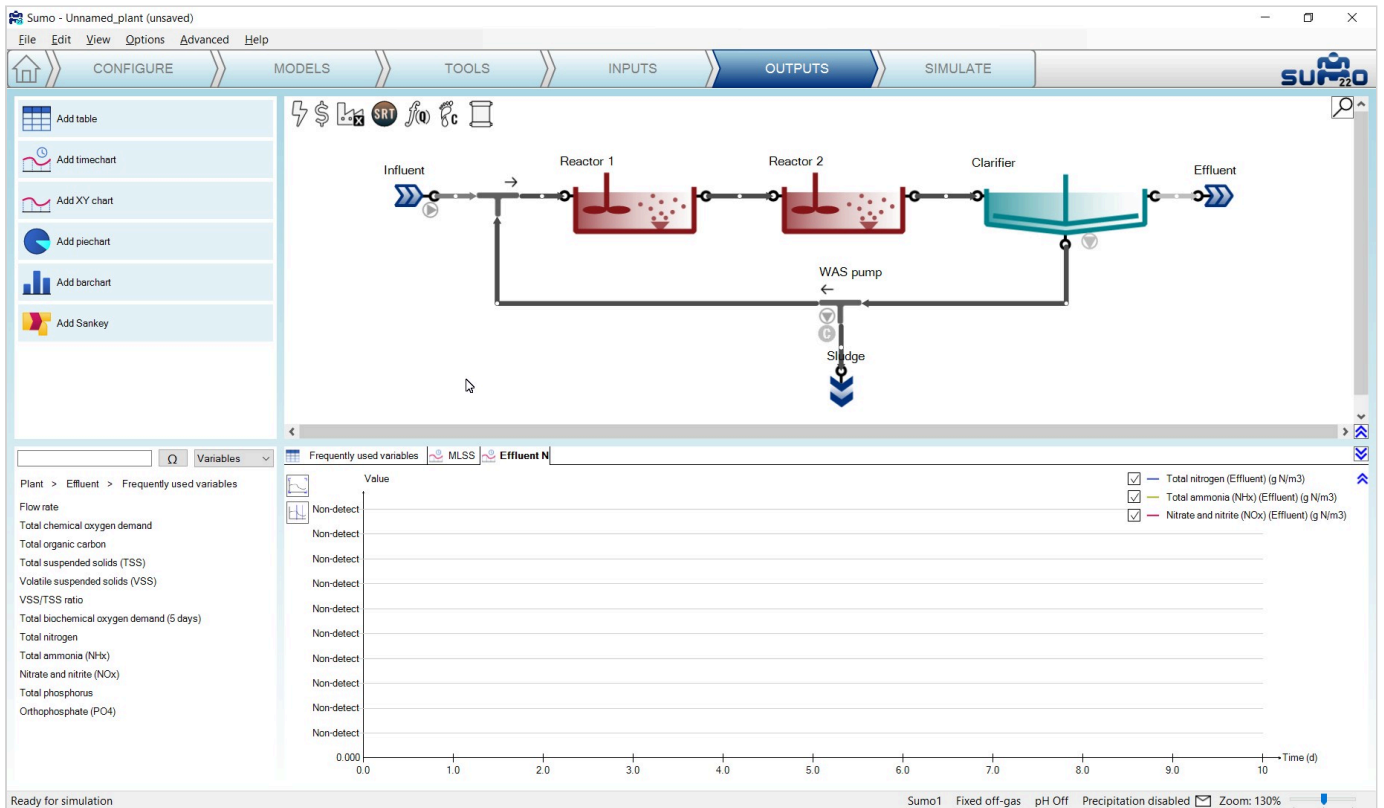 Sumo - Unnamed_plant (unsaved)
File Edit View Options Advanced Help
CONFIGURE MODELS TOOLS INPUTS OUTPUTS SIMULATE
SUMO 22
Add table
Add timechart
Add XY chart
Add piechart
Add barchart
Add Sankey
$ X SRT f(Q) C
Influent
Reactor 1
Reactor 2
Clarifier
Effluent
WAS pump
C
Sludge
Ω Variables
Plant > Effluent > Frequently used variables
Flow rate
Total chemical oxygen demand
Total organic carbon
Total suspended solids (TSS)
Volatile suspended solids (VSS)
VSS/TSS ratio
Total biochemical oxygen demand (5 days)
Total nitrogen
Total ammonia (NHx)
Nitrate and nitrite (NOx)
Total phosphorus
Orthophosphate (PO4)
Frequently used variables MLSS Effluent N
Value
Total nitrogen (Effluent) (g N/m3)
Total ammonia (NHx) (Effluent) (g N/m3)
Nitrate and nitrite (NOx) (Effluent) (g N/m3)
Non-detect
Non-detect
Non-detect
Non-detect
Non-detect
Non-detect
Non-detect
Non-detect
Non-detect
Non-detect
0.000
0.0 1.0 2.0 3.0 4.0 5.0 6.0 7.0 8.0 9.0 10
Time (d)
Ready for simulation
Sumo1 Fixed off-gas pH Off Precipitation disabled Zoom: 130%